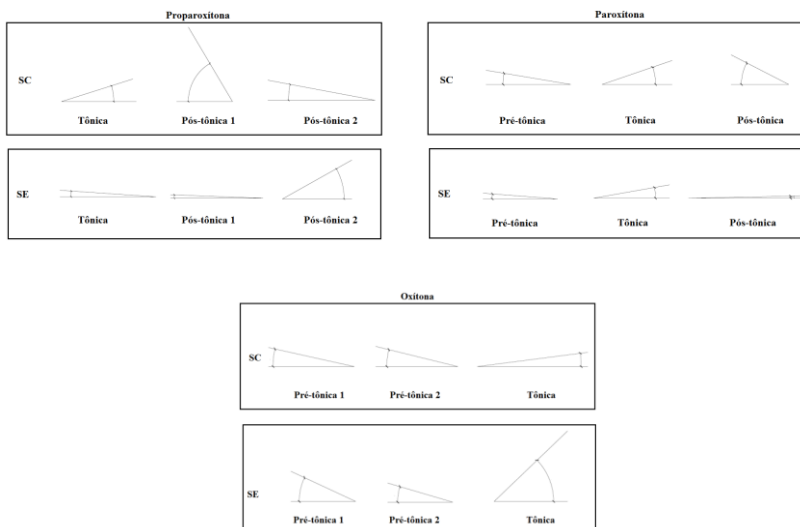 Proparoxítona
SC
Tônica Pós-tônica 1 Pós-tônica 2
SE
Tônica Pós-tônica 1 Pós-tônica 2
Paroxítona
SC
Pré-tônica Tônica Pós-tônica
SE
Pré-tônica Tônica Pós-tônica
Oxítona
SC
Pré-tônica 1 Pré-tônica 2 Tônica
SE
Pré-tônica 1 Pré-tônica 2 Tônica